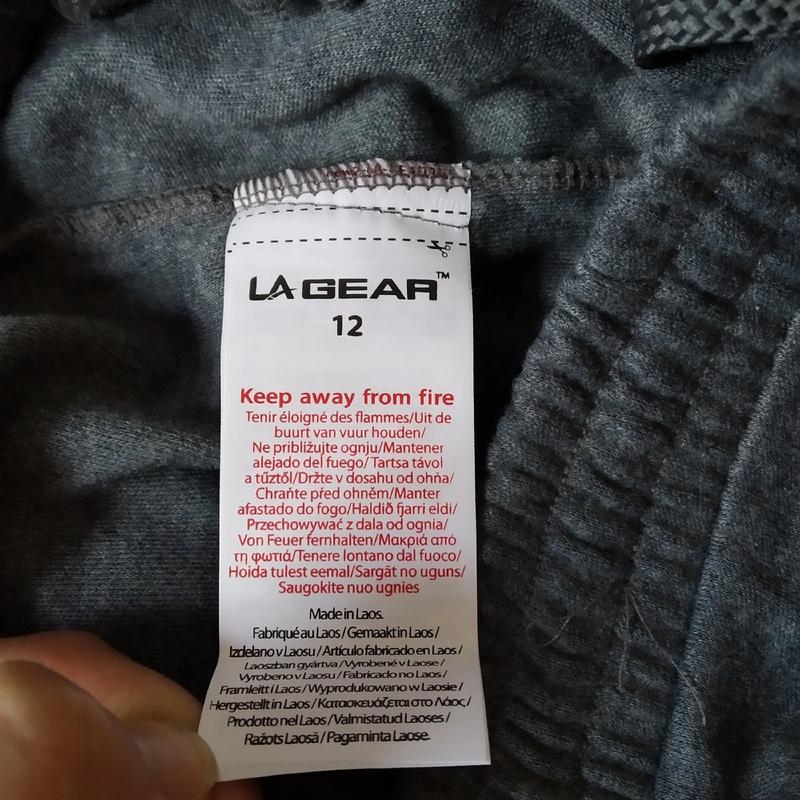 LA GEAR™
12
Keep away from fire
Tenir éloigné des flammes/Uit de
buurt van vuur houden/
Ne približujte ognju/Mantener
alejado del fuego/Tartsa távol
a tűztől/Držte v dosahu od ohňa/
Chraňte před ohněm/Manter
afastado do fogo/Haldið fjarri eldi/
Przechowywać z dala od ognia/
Von Feuer fernhalten/Μακριά από
τη φωτιά/Tenere lontano dal fuoco/
Hoida tulest eemal/Sargāt no uguns/
Saugokite nuo ugnies
Made in Laos.
Fabriqué au Laos / Gemaakt in Laos /
Izdelano v Laosu / Artículo fabricado en Laos /
Laoszban gyártva / Vyrobené v Laose /
Vyrobeno v Laosu / Fabricado no Laos /
Framleitt í Laos / Wyprodukowano w Laosie /
Hergestellt in Laos / Κατασκευάζεται στο Λάος /
Prodotto nel Laos / Valmistatud Laoses /
Ražots Laosā / Pagaminta Laose.